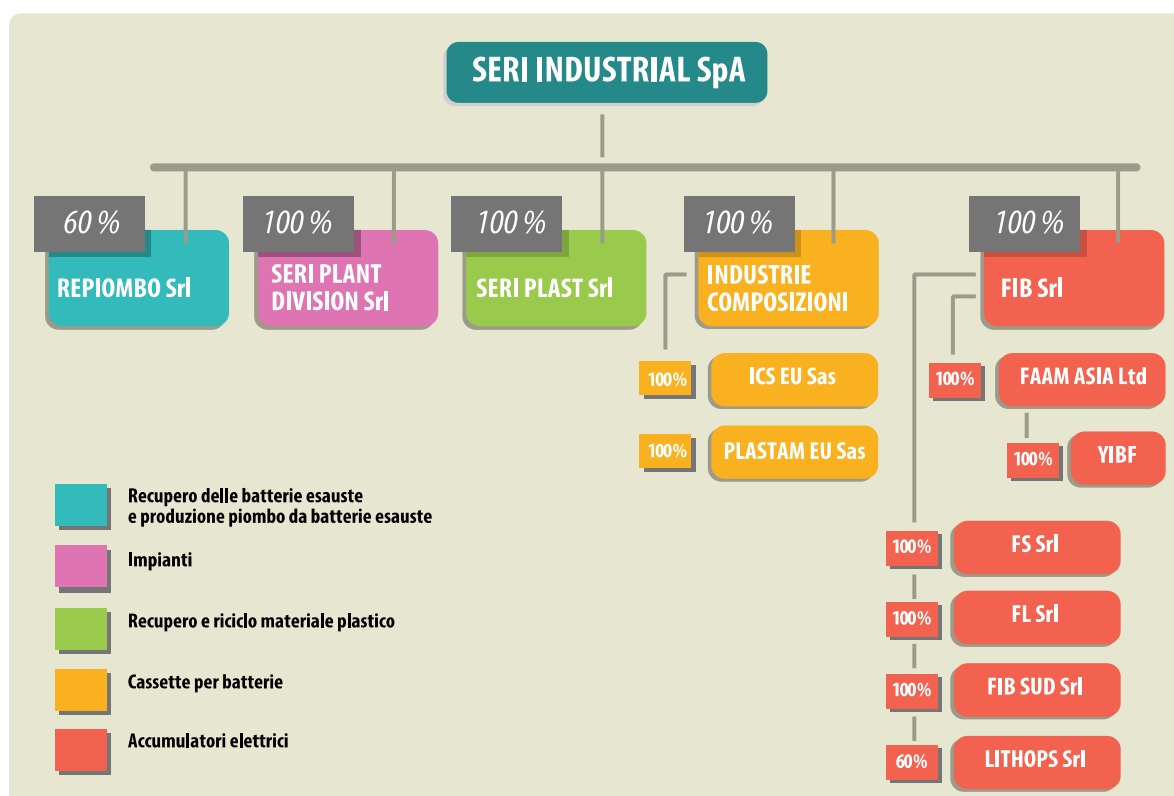 SERI INDUSTRIAL SpA
60 %
REPIOMBO Srl
100 %
SERI PLANT
DIVISION Srl
100 %
SERI PLAST Srl
100 %
INDUSTRIE
COMPOSIZIONI
100%
ICS EU Sas
100%
PLASTAM EU Sas
100 %
FIB Srl
100%
FAAM ASIA Ltd
100%
YIBF
100%
FS Srl
100%
FL Srl
100%
FIB SUD Srl
60%
LITHOPS Srl
Recupero delle batterie esauste
e produzione piombo da batterie esauste
Impianti
Recupero e riciclo materiale plastico
Cassette per batterie
Accumulatori elettrici